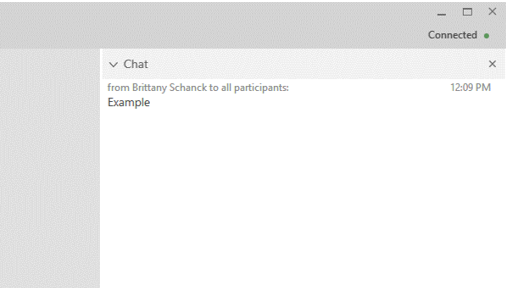 Connected
Chat
from Brittany Schanck to all participants: 12:09 PM
Example